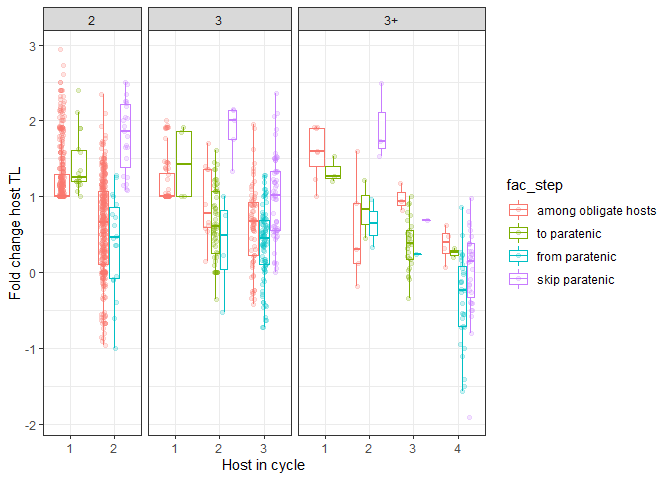 2 3 3+
3
2
1
0
-1
-2
Fold change host TL
1 2 1 2 3 1 2 3 4
Host in cycle
fac_step
among obligate hosts
to paratenic
from paratenic
skip paratenic